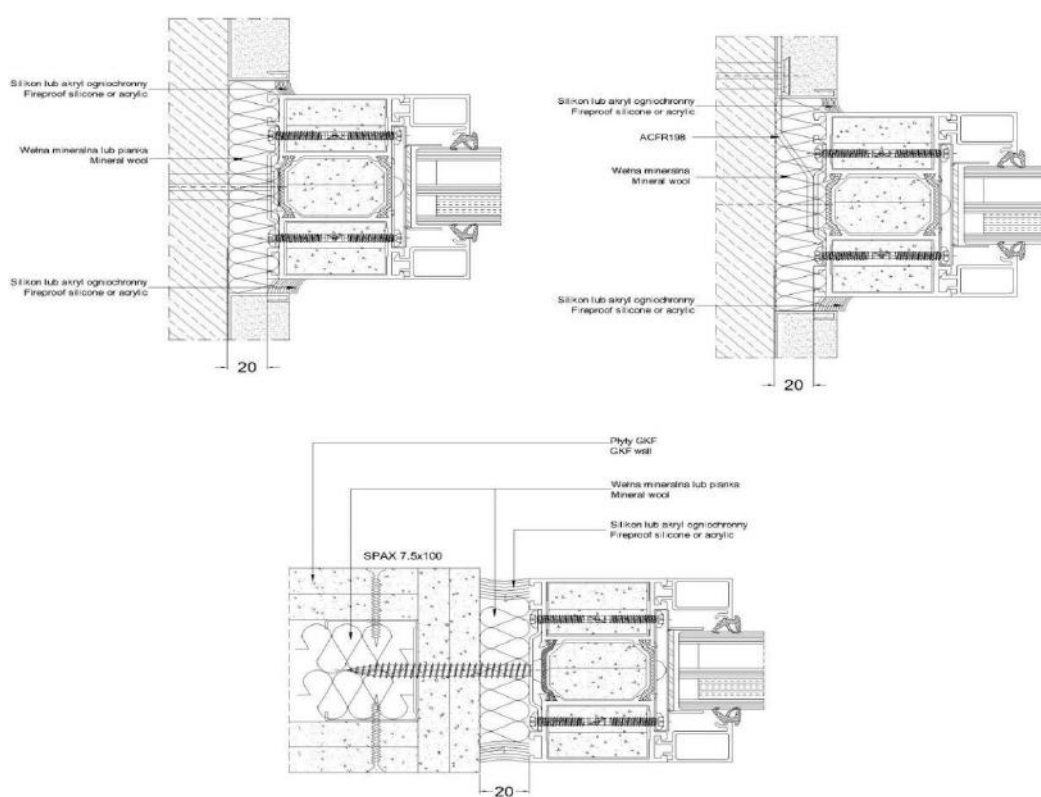 Silikon lub akryl ogniochronny
Fireproof silicone or acrylic
Wełna mineralna lub pianka
Mineral wool
Silikon lub akryl ogniochronny
Fireproof silicone or acrylic
20
Silikon lub akryl ogniochronny
Fireproof silicone or acrylic
ACFR198
Wełna mineralna
Mineral wool
Silikon lub akryl ogniochronny
Fireproof silicone or acrylic
20
Płyty GKF
GKF wall
Wełna mineralna lub pianka
Mineral wool
Silikon lub akryl ogniochronny
Fireproof silicone or acrylic
SPAX 7.5x100
20